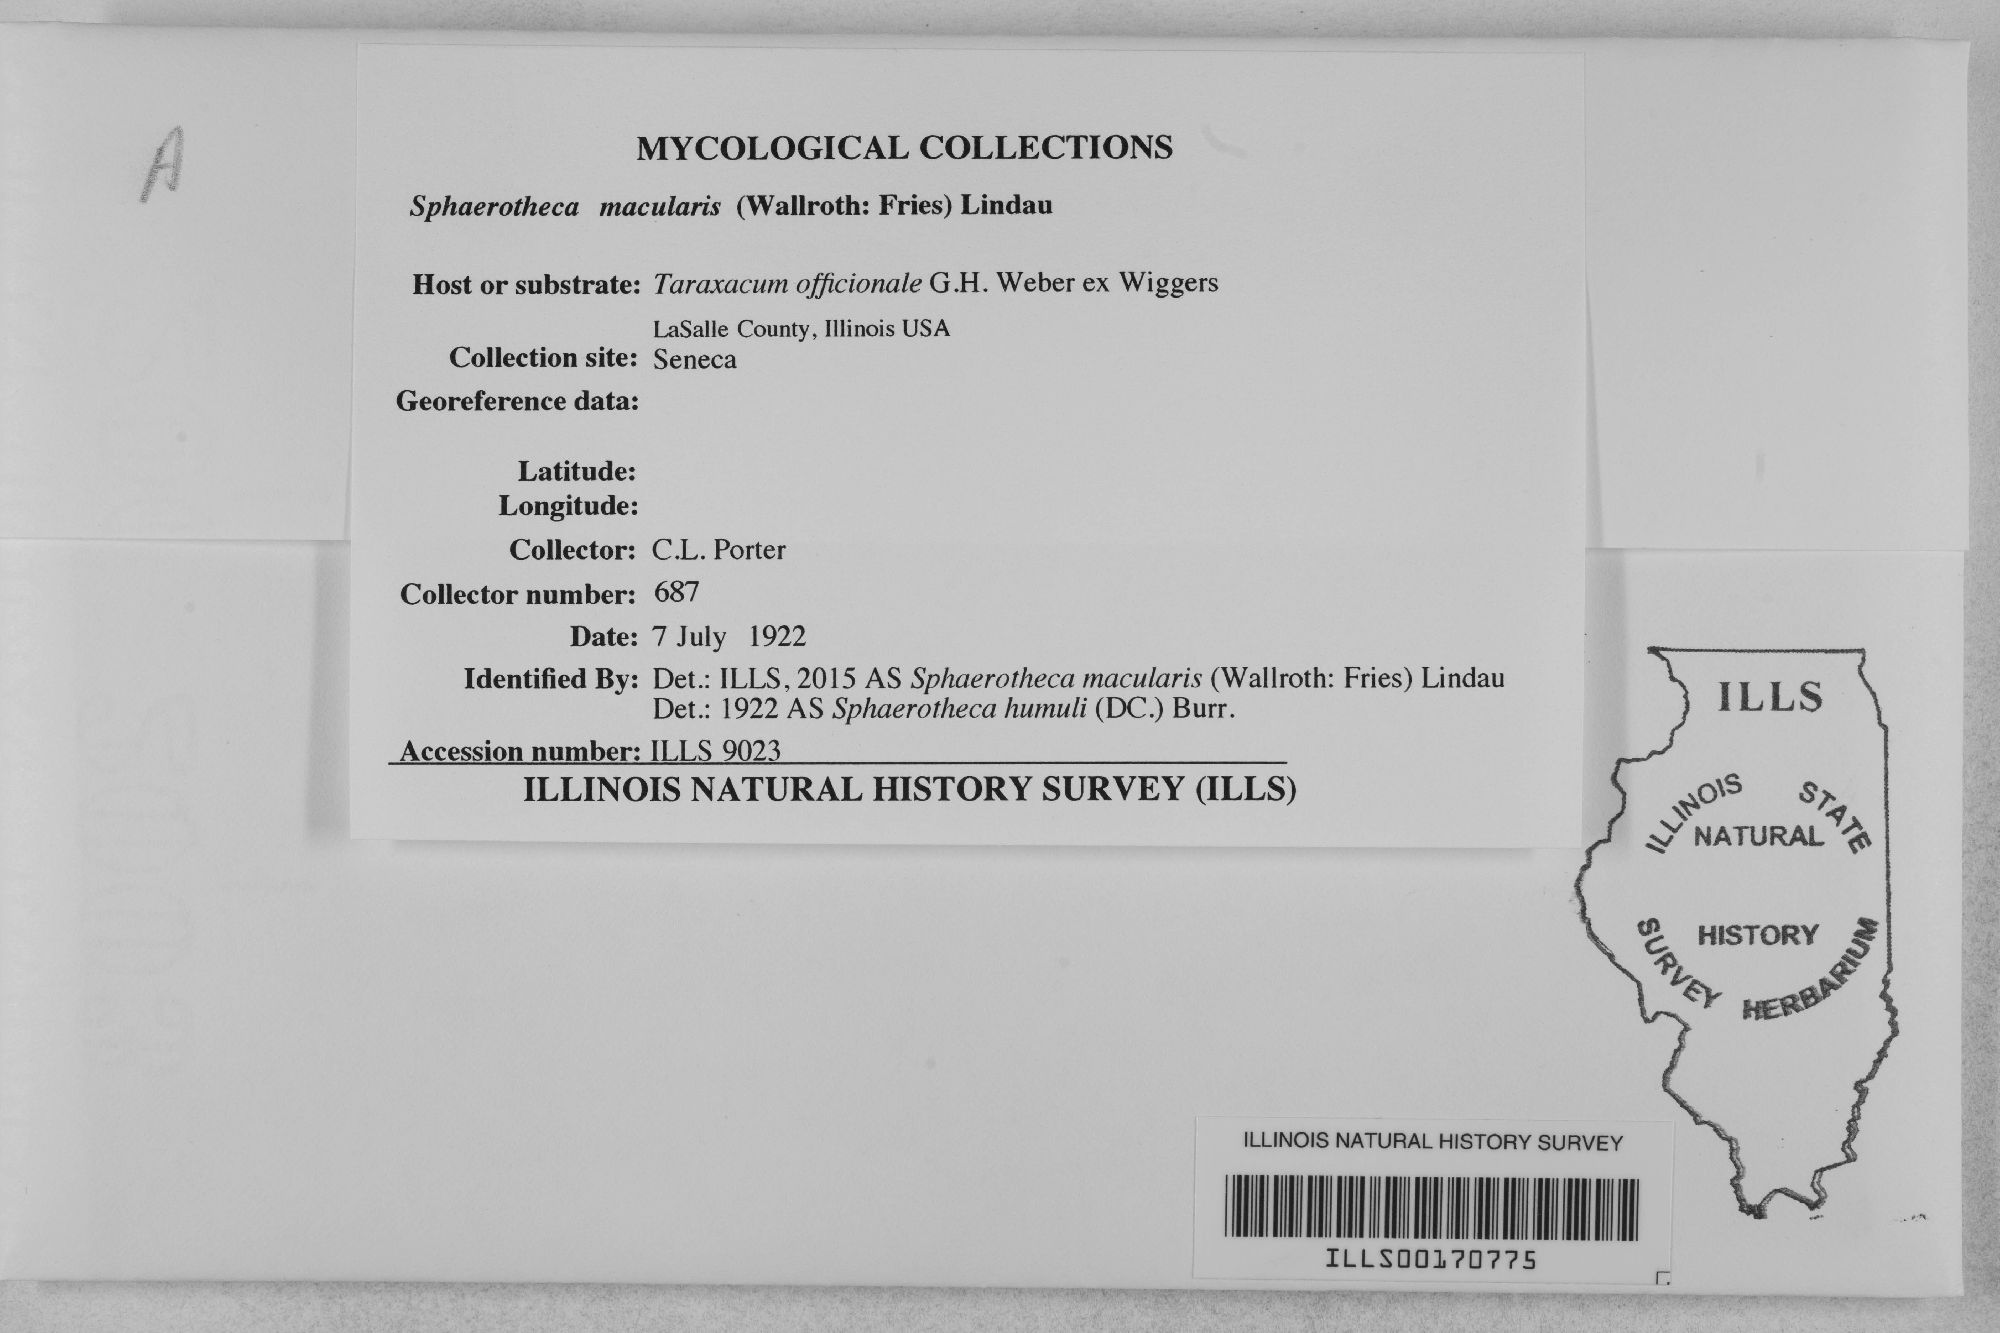 A
MYCOLOGICAL COLLECTIONS
Sphaerotheca macularis (Wallroth: Fries) Lindau
Host or substrate: Taraxacum officionale G.H. Weber ex Wiggers
LaSalle County, Illinois USA
Collection site: Seneca
Georeference data:
Latitude:
Longitude:
Collector: C.L. Porter
Collector number: 687
Date: 7 July 1922
Identified By: Det.: ILLS, 2015 AS Sphaerotheca macularis (Wallroth: Fries) Lindau
Det.: 1922 AS Sphaerotheca humuli (DC.) Burr.
Accession number: ILLS 9023
ILLINOIS NATURAL HISTORY SURVEY (ILLS)
ILLS
ILLINOIS STATE
NATURAL
HISTORY
SURVEY HERBARIUM
ILLINOIS NATURAL HISTORY SURVEY
ILLS00170775